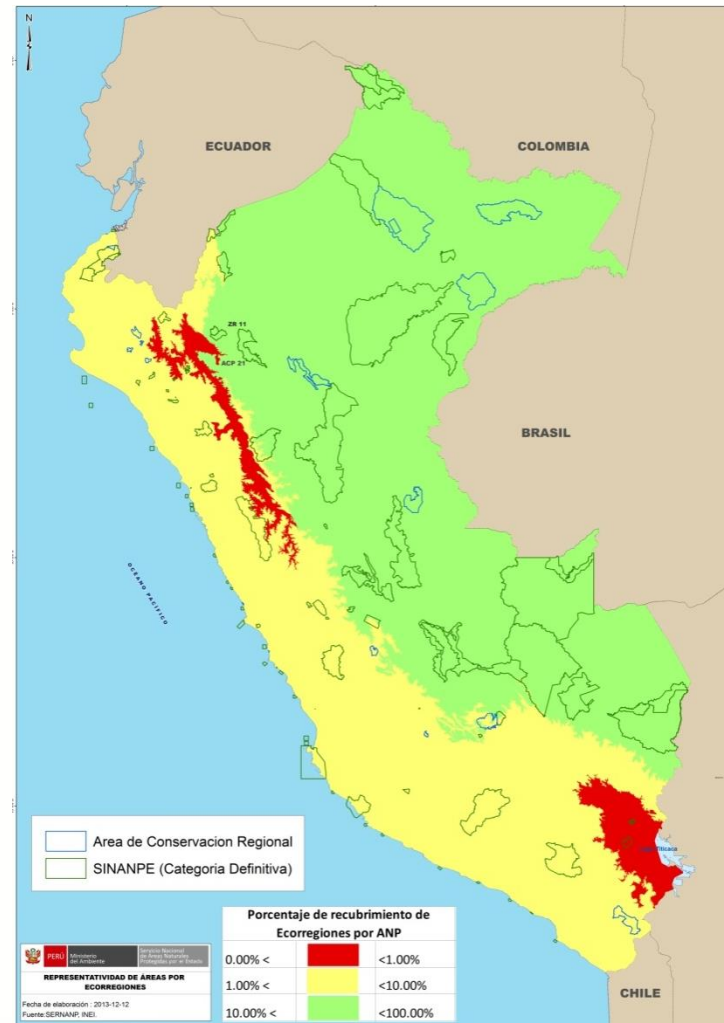 N
ECUADOR
COLOMBIA
ZR 11
ACP 21
BRASIL
OCEANO PACIFICO
Titicaca
Area de Conservacion Regional
SINANPE (Categoria Definitiva)
Porcentaje de recubrimiento de
Ecorregiones por ANP
0.00% < <1.00%
1.00% < <10.00%
10.00% < <100.00%
PERÚ Ministerio del Ambiente Servicio Nacional de Áreas Naturales Protegidas por el Estado
REPRESENTATIVIDAD DE ÁREAS POR
ECORREGIONES
Fecha de elaboración : 2013-12-12
Fuente:SERNANP, INEI.
CHILE